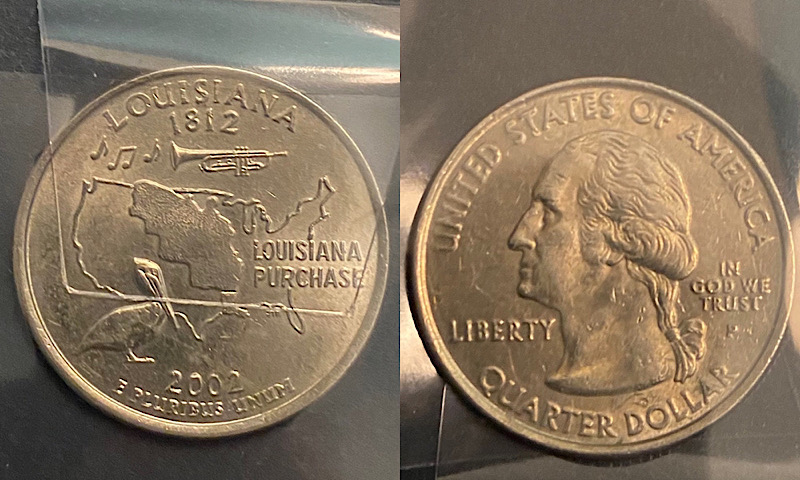 LOUISIANA
1812
LOUISIANA
PURCHASE
2002
E PLURIBUS UNUM
UNITED STATES OF AMERICA
IN
GOD WE
TRUST
LIBERTY
P
QUARTER DOLLAR